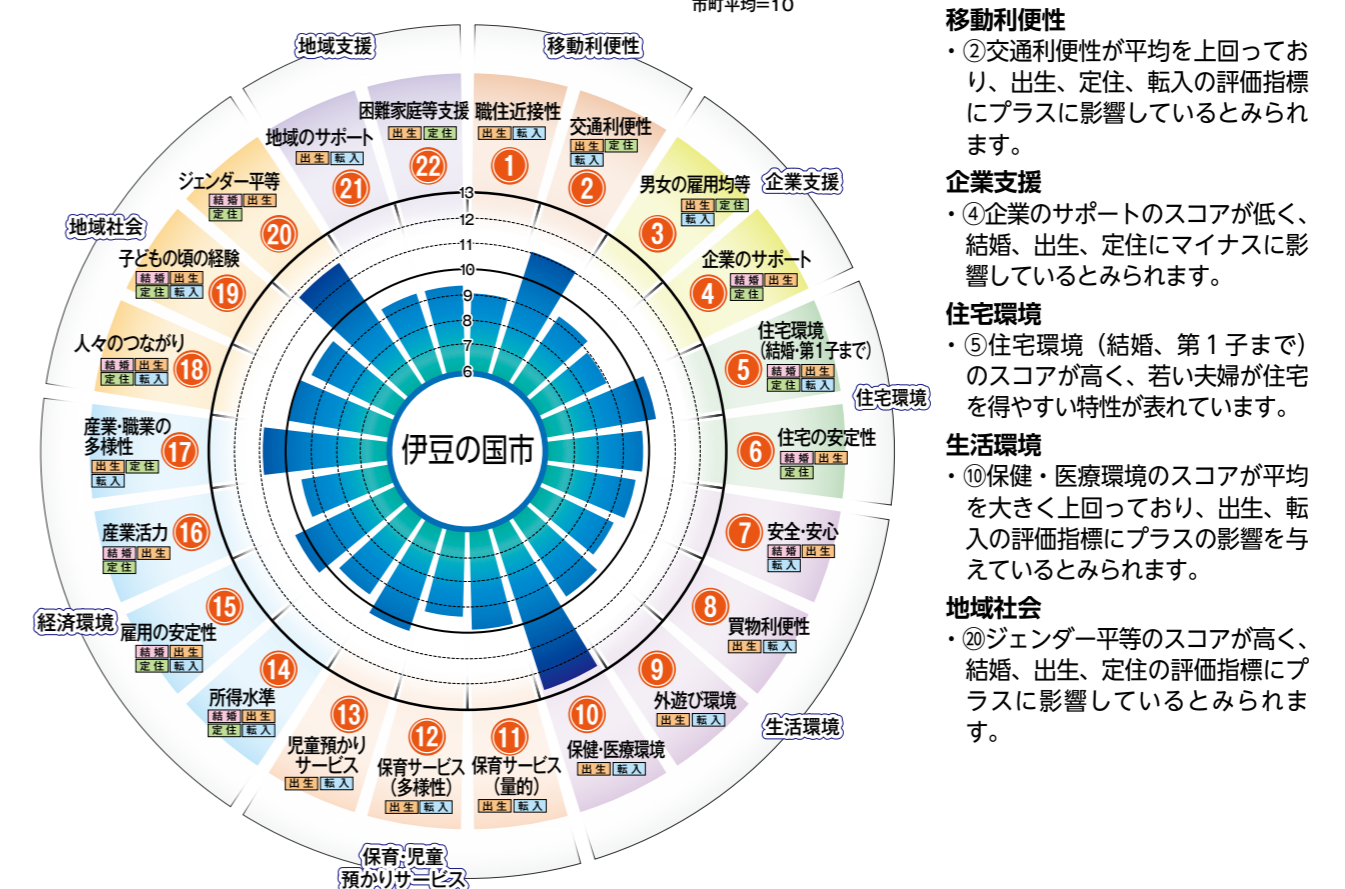 市町平均=10
地域支援
移動利便性
企業支援
住宅環境
生活環境
保育・児童
預かりサービス
経済環境
地域社会
職住近接性
出生 転入
①
交通利便性
出生 定住
転入
②
男女の雇用均等
出生 定住
転入
③
企業のサポート
結婚 出生
定住
④
住宅環境
(結婚・第1子まで)
結婚 出生
定住 転入
⑤
住宅の安定性
結婚 出生
定住
⑥
安全・安心
結婚 出生
転入
⑦
買物利便性
出生 転入
⑧
外遊び環境
出生 転入
⑨
保健・医療環境
出生 転入
⑩
保育サービス
(量的)
出生 転入
⑪
保育サービス
(多様性)
出生 転入
⑫
児童預かり
サービス
出生 転入
⑬
所得水準
結婚 出生
定住 転入
⑭
雇用の安定性
結婚 出生
定住 転入
⑮
産業活力
結婚 出生
定住
⑯
産業・職業の
多様性
出生 定住
転入
⑰
人々のつながり
結婚 出生
定住 転入
⑱
子どもの頃の経験
結婚 出生
定住 転入
⑲
ジェンダー平等
結婚 出生
定住
⑳
地域のサポート
出生 転入
㉑
困難家庭等支援
出生 定住
㉒
13
12
11
10
9
8
7
6
伊豆の国市
移動利便性
・②交通利便性が平均を上回ってお
り、出生、定住、転入の評価指標
にプラスに影響しているとみられ
ます。
企業支援
・④企業のサポートのスコアが低く、
結婚、出生、定住にマイナスに影
響しているとみられます。
住宅環境
・⑤住宅環境（結婚、第１子まで）
のスコアが高く、若い夫婦が住宅
を得やすい特性が表れています。
生活環境
・⑩保健・医療環境のスコアが平均
を大きく上回っており、出生、転
入の評価指標にプラスの影響を与
えているとみられます。
地域社会
・⑳ジェンダー平等のスコアが高く、
結婚、出生、定住の評価指標にプ
ラスに影響しているとみられま
す。